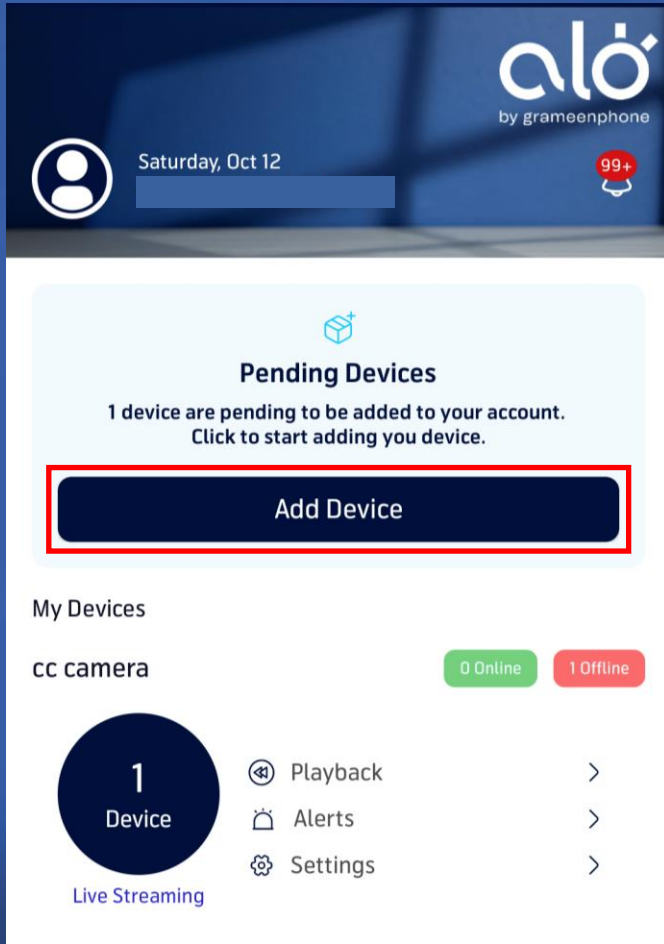 alo
by grameenphone
Saturday, Oct 12
99+
Pending Devices
1 device are pending to be added to your account.
Click to start adding you device.
Add Device
My Devices
cc camera
0 Online
1 Offline
1
Device
Live Streaming
Playback
Alerts
Settings